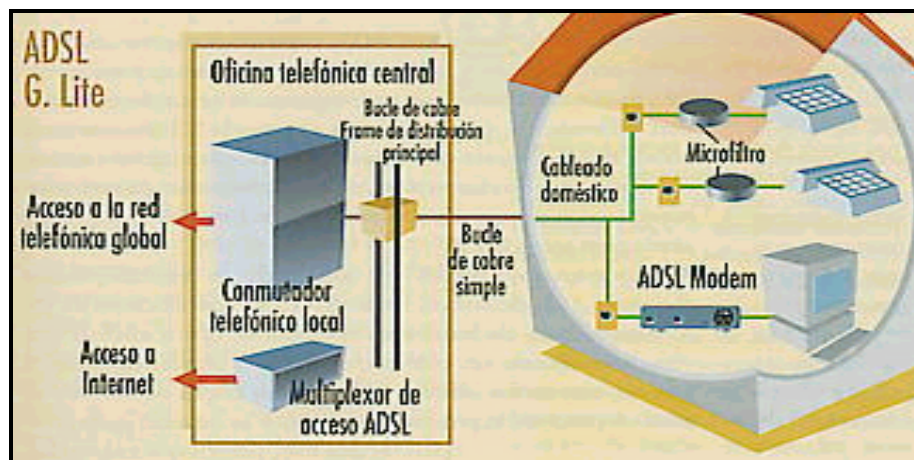 ADSL
G. Lite
Oficina telefónica central
Bucle de cobre
Frame de distribución
principal
Acceso a la red
telefónica global
Conmutador
telefónico local
Acceso a
Internet
Multiplexor de
acceso ADSL
Bucle
de cobre
simple
Cableado
doméstico
Microfiltro
ADSL Modem